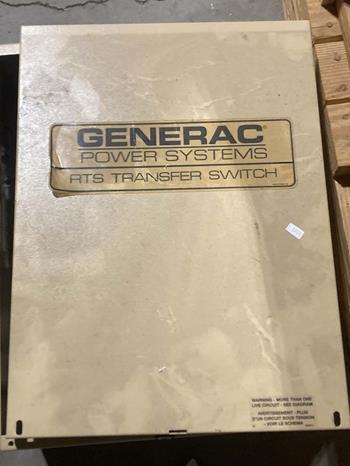 GENERAC
POWER SYSTEMS
RTS TRANSFER SWITCH
WARNING - MORE THAN ONE
LIVE CIRCUIT - SEE DIAGRAM
AVERTISSEMENT - PLUS
D'UN CIRCUIT SOUS TENSION
- VOIR LE SCHEMA